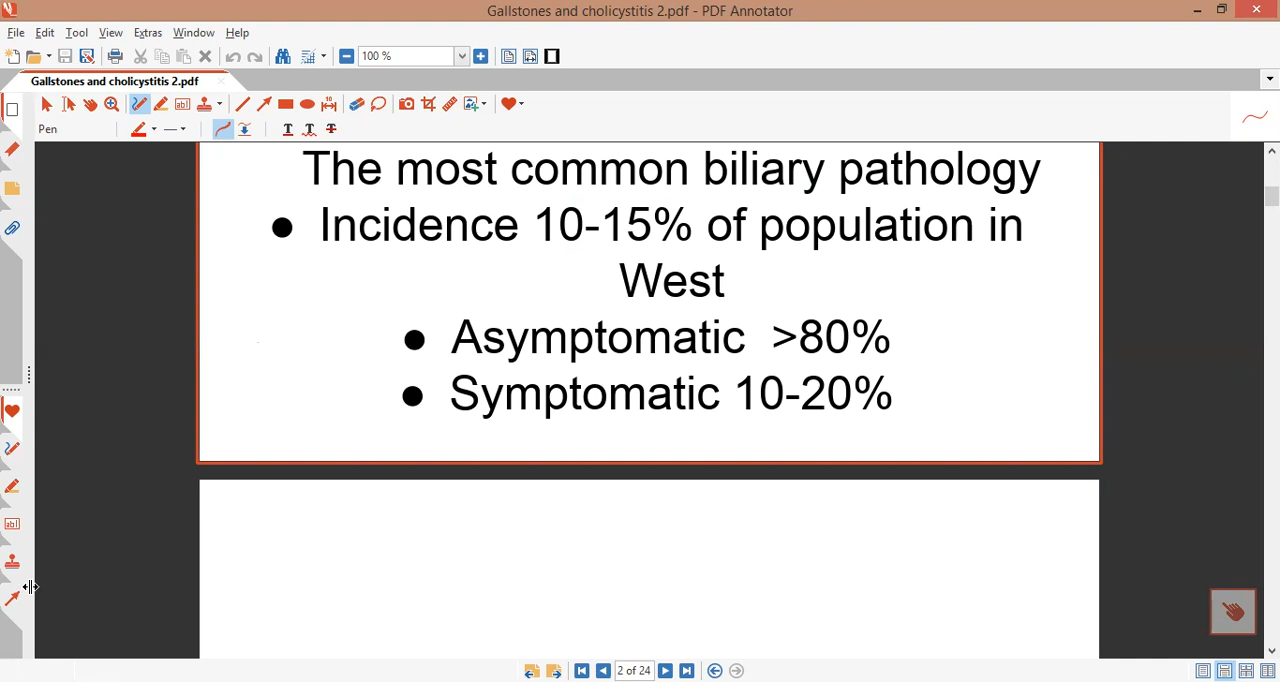 Gallstones and cholicystitis 2.pdf - PDF Annotator
File Edit Tool View Extras Window Help
100 %
Gallstones and cholicystitis 2.pdf
Pen
The most common biliary pathology
● Incidence 10-15% of population in
West
● Asymptomatic >80%
● Symptomatic 10-20%
2 of 24